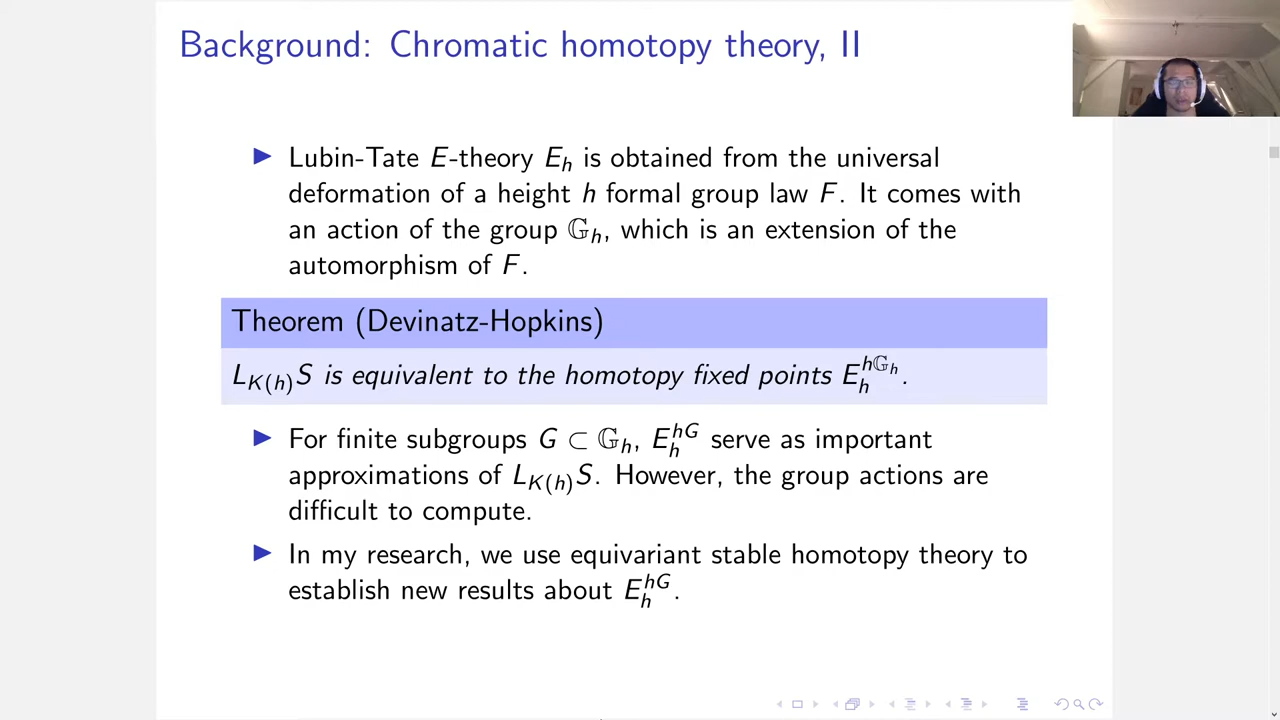 Background: Chromatic homotopy theory, II
Lubin-Tate E-theory E_h is obtained from the universal
deformation of a height h formal group law F. It comes with
an action of the group 𝔾_h, which is an extension of the
automorphism of F.
Theorem (Devinatz-Hopkins)
L_{K(h)}S is equivalent to the homotopy fixed points E_h^{h𝔾_h}.
For finite subgroups G ⊂ 𝔾_h, E_h^{hG} serve as important
approximations of L_{K(h)}S. However, the group actions are
difficult to compute.
In my research, we use equivariant stable homotopy theory to
establish new results about E_h^{hG}.